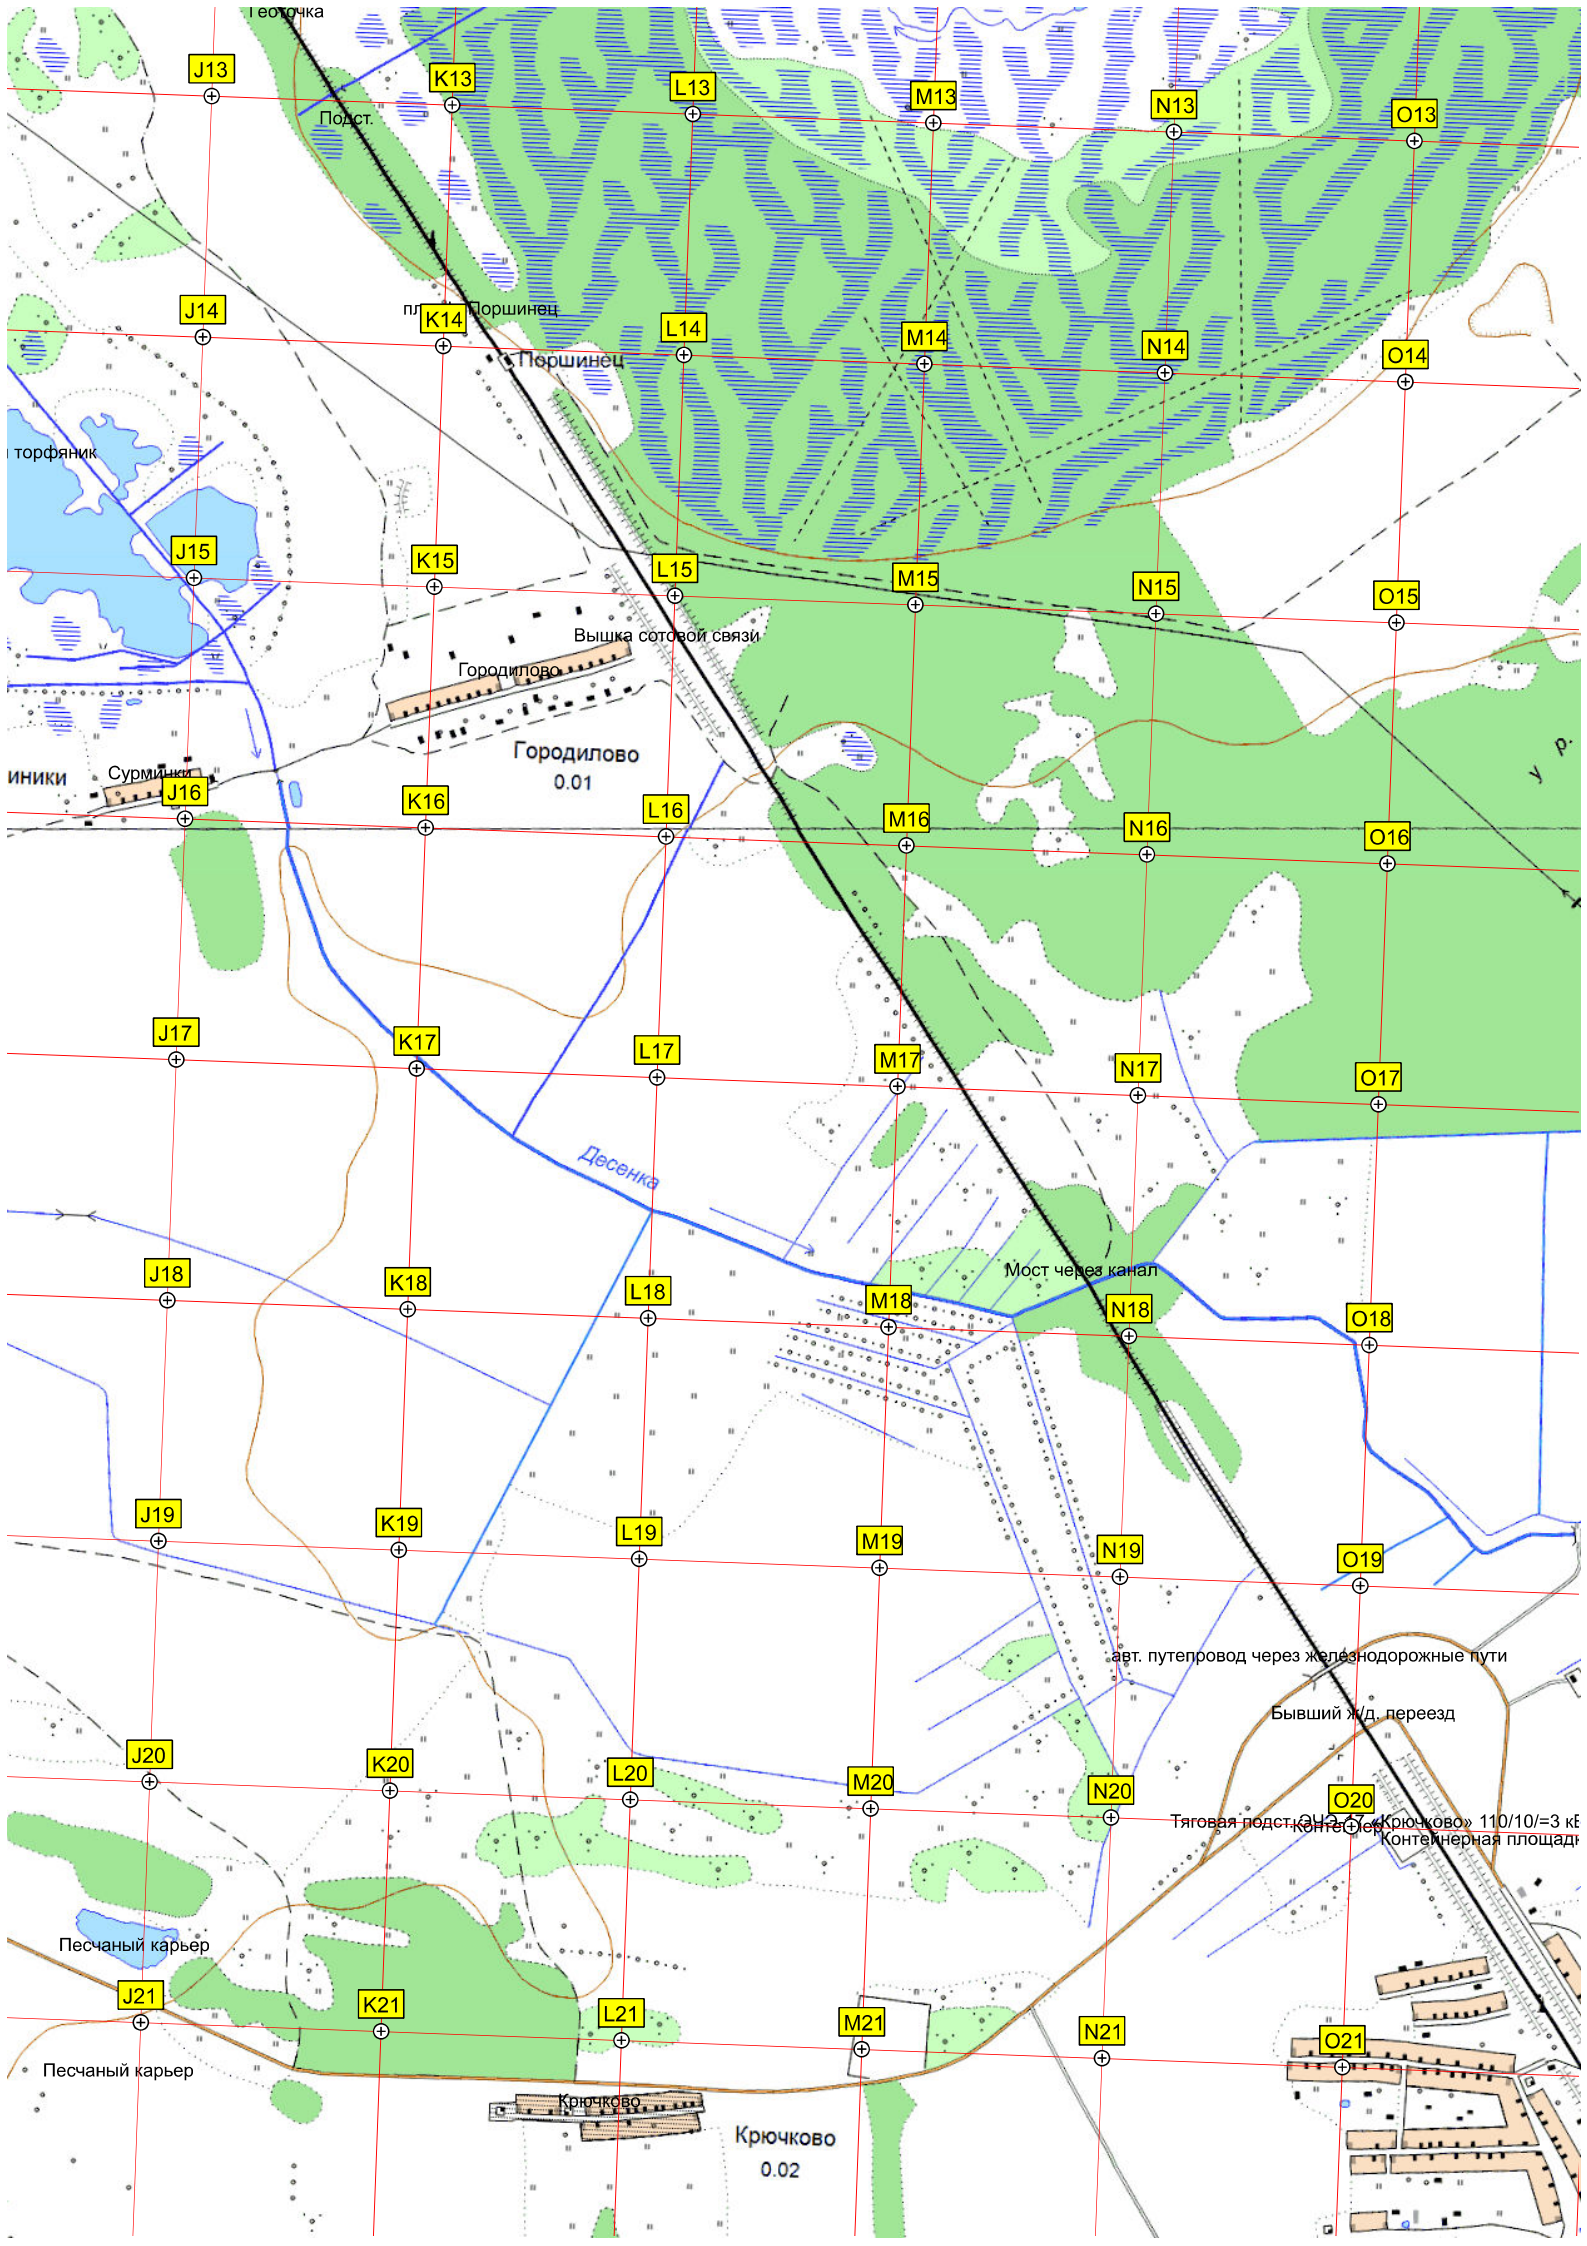 Геоточка
J13
K13
L13
M13
N13
O13
Подст.
J14
K14
L14
M14
N14
O14
Поршинец
Поршинец
торфяник
J15
K15
L15
M15
N15
O15
Вышка сотовой связи
Городилово
Городилово
0.01
у р.
иники
Сурминки
J16
K16
L16
M16
N16
O16
J17
K17
L17
M17
N17
O17
Десенка
Мост через канал
J18
K18
L18
M18
N18
O18
J19
K19
L19
M19
N19
O19
авт. путепровод через железнодорожные пути
Бывший ж/д. переезд
J20
K20
L20
M20
N20
O20
Тяговая подст. ЭЧЭ-17 «Крючково» 110/10/=3 кВ
Контейнерная площадк
Песчаный карьер
J21
K21
L21
M21
N21
O21
Песчаный карьер
Крючково
Крючково
0.02